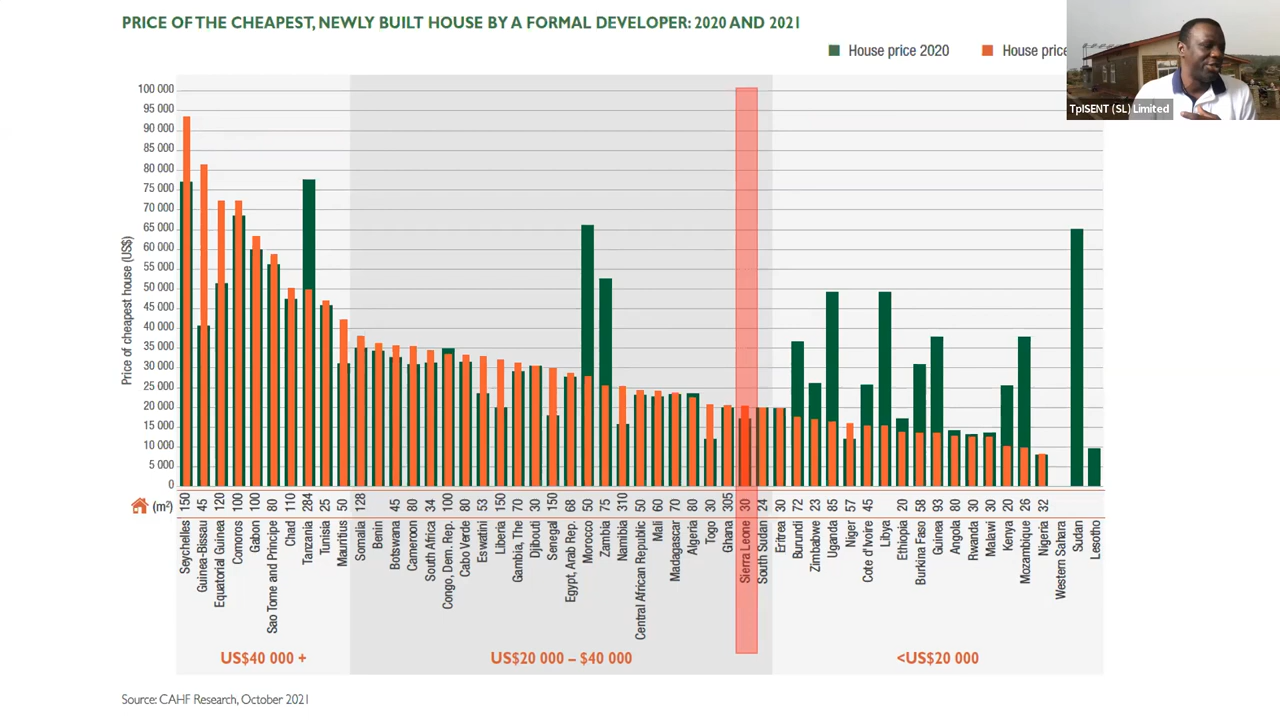 PRICE OF THE CHEAPEST, NEWLY BUILT HOUSE BY A FORMAL DEVELOPER: 2020 AND 2021
House price 2020
House price
TpISENT (SL) Limited
Price of cheapest house (US$)
100 000
95 000
90 000
85 000
80 000
75 000
70 000
65 000
60 000
55 000
50 000
45 000
40 000
35 000
30 000
25 000
20 000
15 000
10 000
5 000
0
(m²) 150 45 120 100 100 80 110 284 25 50 128 45 80 34 100 80 53 150 70 30 150 68 50 75 310 50 60 70 80 30 305 30 24 30 72 23 85 57 45 20 58 93 80 30 30 20 26 32
Seychelles
Guinea-Bissau
Equatorial Guinea
Comoros
Gabon
Sao Tome and Principe
Chad
Tanzania
Tunisia
Mauritius
Somalia
Benin
Botswana
Cameroon
South Africa
Congo, Dem. Rep.
Cabo Verde
Eswatini
Liberia
Gambia, The
Djibouti
Senegal
Egypt, Arab Rep.
Morocco
Zambia
Namibia
Central African Republic
Mali
Madagascar
Algeria
Togo
Ghana
Sierra Leone
South Sudan
Eritrea
Burundi
Zimbabwe
Uganda
Niger
Libya
Cote d'Ivoire
Ethiopia
Burkina Faso
Guinea
Angola
Rwanda
Malawi
Kenya
Mozambique
Nigeria
Western Sahara
Sudan
Lesotho
US$40 000 +
US$20 000 – $40 000
<US$20 000
Source: CAHF Research, October 2021